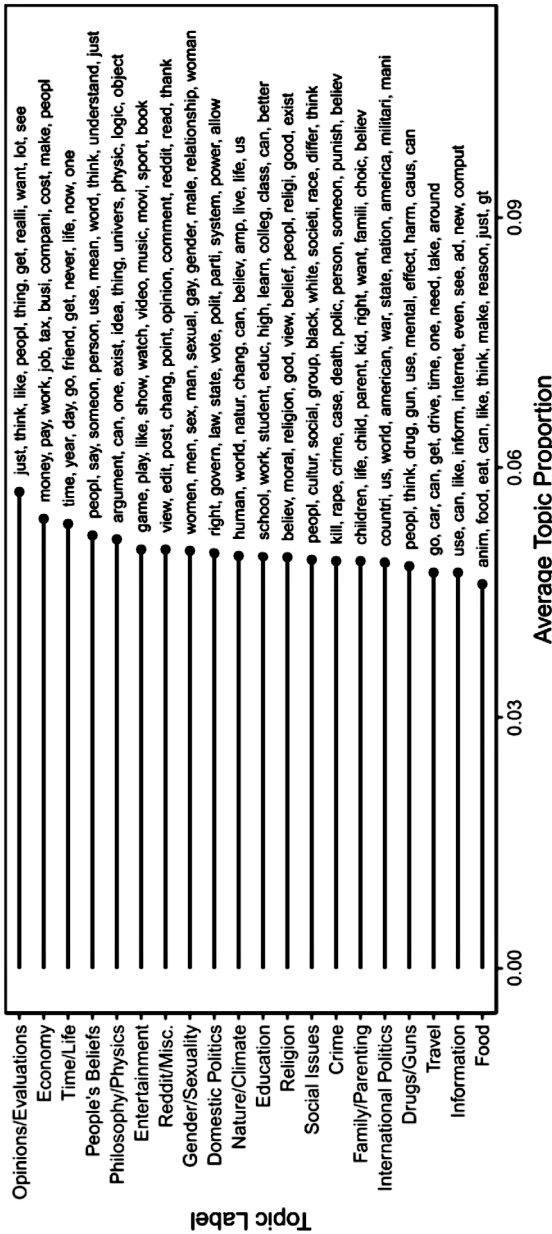 Topic Label
Opinions/Evaluations just, think, like, peopl, thing, get, realli, want, lot, see
Economy money, pay, work, job, tax, busi, compani, cost, make, peopl
Time/Life time, year, day, go, friend, get, never, life, now, one
People's Beliefs peopl, say, someon, person, use, mean, word, think, understand, just
Philosophy/Physics argument, can, one, exist, idea, thing, univers, physic, logic, object
Entertainment game, play, like, show, watch, video, music, movi, sport, book
Reddit/Misc. view, edit, post, chang, point, opinion, comment, reddit, read, thank
Gender/Sexuality women, men, sex, man, sexual, gay, gender, male, relationship, woman
Domestic Politics right, govern, law, state, vote, polit, parti, system, power, allow
Nature/Climate human, world, natur, chang, can, believ, amp, live, life, us
Education school, work, student, educ, high, learn, colleg, class, can, better
Religion believ, moral, religion, god, view, belief, peopl, religi, good, exist
Social Issues peopl, cultur, social, group, black, white, societi, race, differ, think
Crime kill, rape, crime, case, death, polic, person, someon, punish, believ
Family/Parenting children, life, child, parent, kid, right, want, famili, choic, believ
International Politics countri, us, world, american, war, state, nation, america, militari, mani
Drugs/Guns peopl, think, drug, gun, use, mental, effect, harm, caus, can
Travel go, car, can, get, drive, time, one, need, take, around
Information use, can, like, inform, internet, even, see, ad, new, comput
Food anim, food, eat, can, like, think, make, reason, just, gt
0.00 0.03 0.06 0.09
Average Topic Proportion